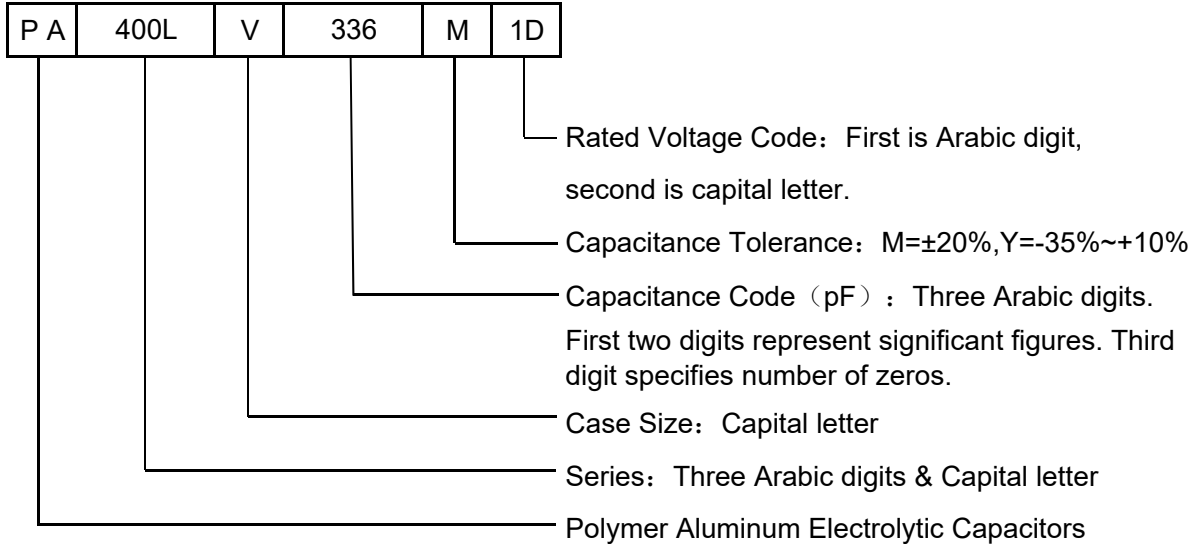 P A 400L V 336 M 1D
Rated Voltage Code：First is Arabic digit,
second is capital letter.
Capacitance Tolerance：M=±20%,Y=-35%~+10%
Capacitance Code（pF）：Three Arabic digits.
First two digits represent significant figures. Third
digit specifies number of zeros.
Case Size：Capital letter
Series：Three Arabic digits & Capital letter
Polymer Aluminum Electrolytic Capacitors